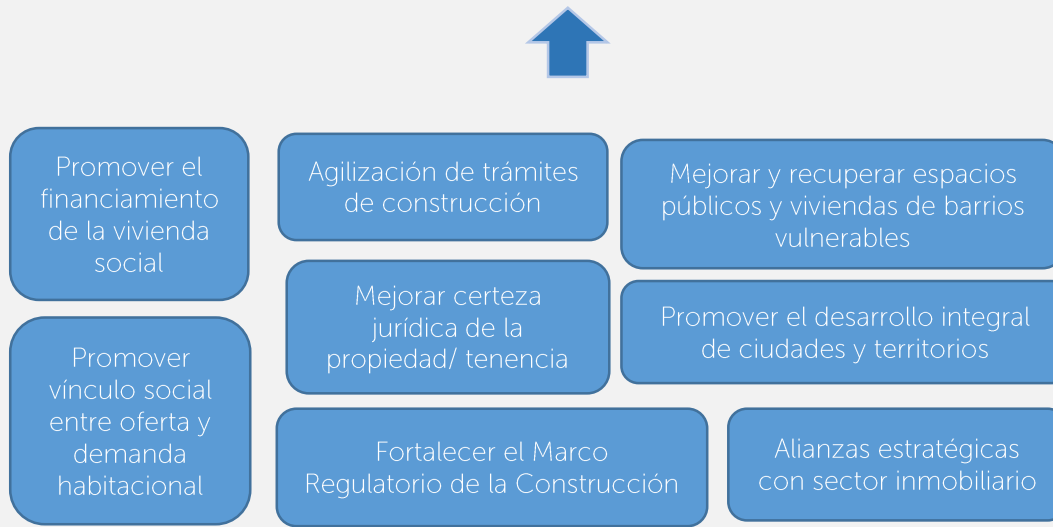 Promover el
financiamiento
de la vivienda
social
Agilización de trámites
de construcción
Mejorar y recuperar espacios
públicos y viviendas de barrios
vulnerables
Mejorar certeza
jurídica de la
propiedad/ tenencia
Promover el desarrollo integral
de ciudades y territorios
Promover
vínculo social
entre oferta y
demanda
habitacional
Fortalecer el Marco
Regulatorio de la Construcción
Alianzas estratégicas
con sector inmobiliario